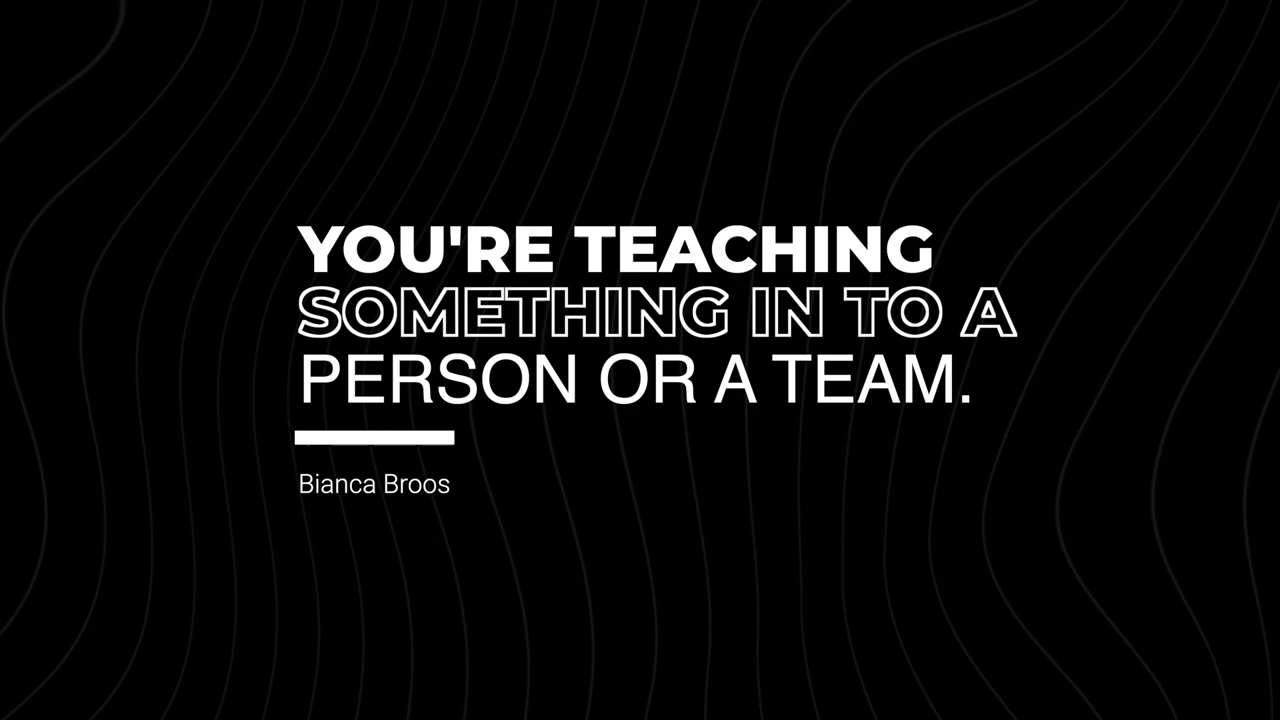 YOU'RE TEACHING
SOMETHING IN TO A
PERSON OR A TEAM.
Bianca Broos